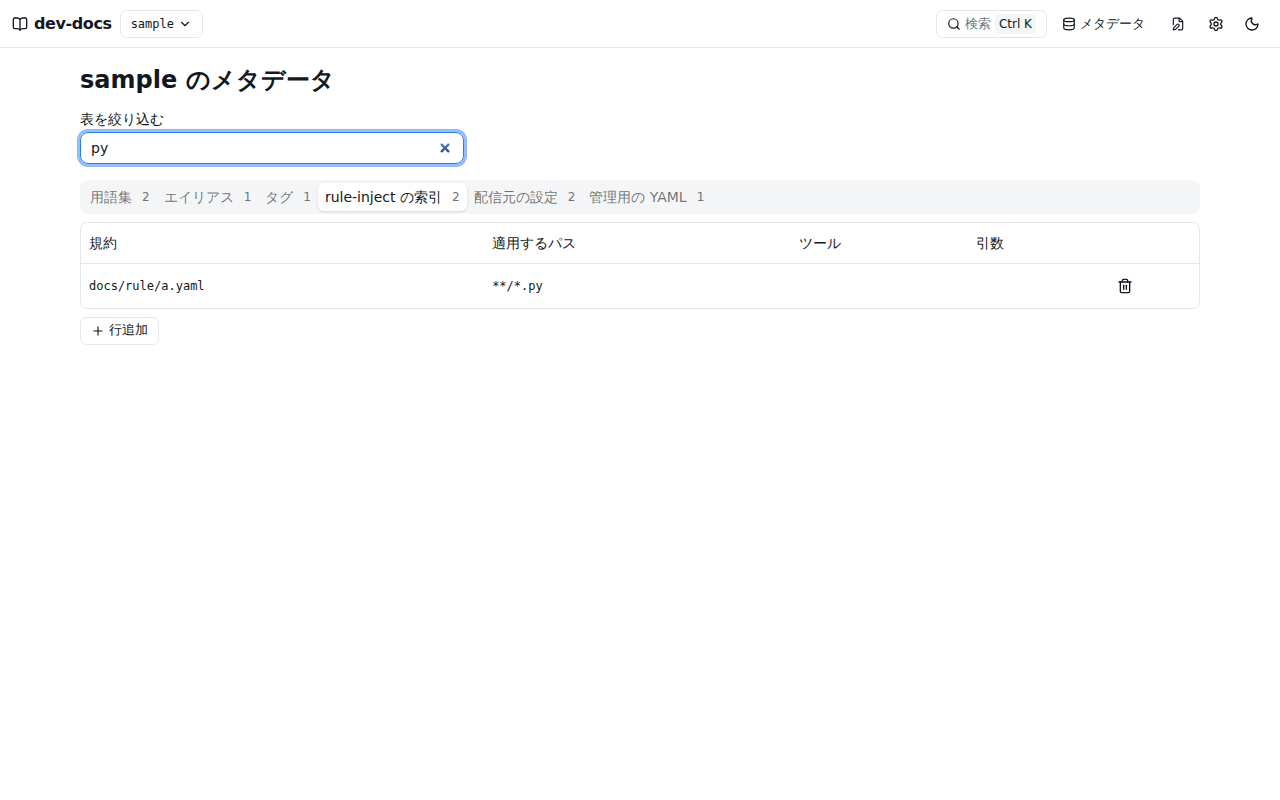 dev-docs sample 検索 Ctrl K メタデータ
sample のメタデータ
表を絞り込む
py
用語集 2 エイリアス 1 タグ 1 rule-inject の索引 2 配信元の設定 2 管理用の YAML 1
規約 適用するパス ツール 引数
docs/rule/a.yaml **/*.py
行追加